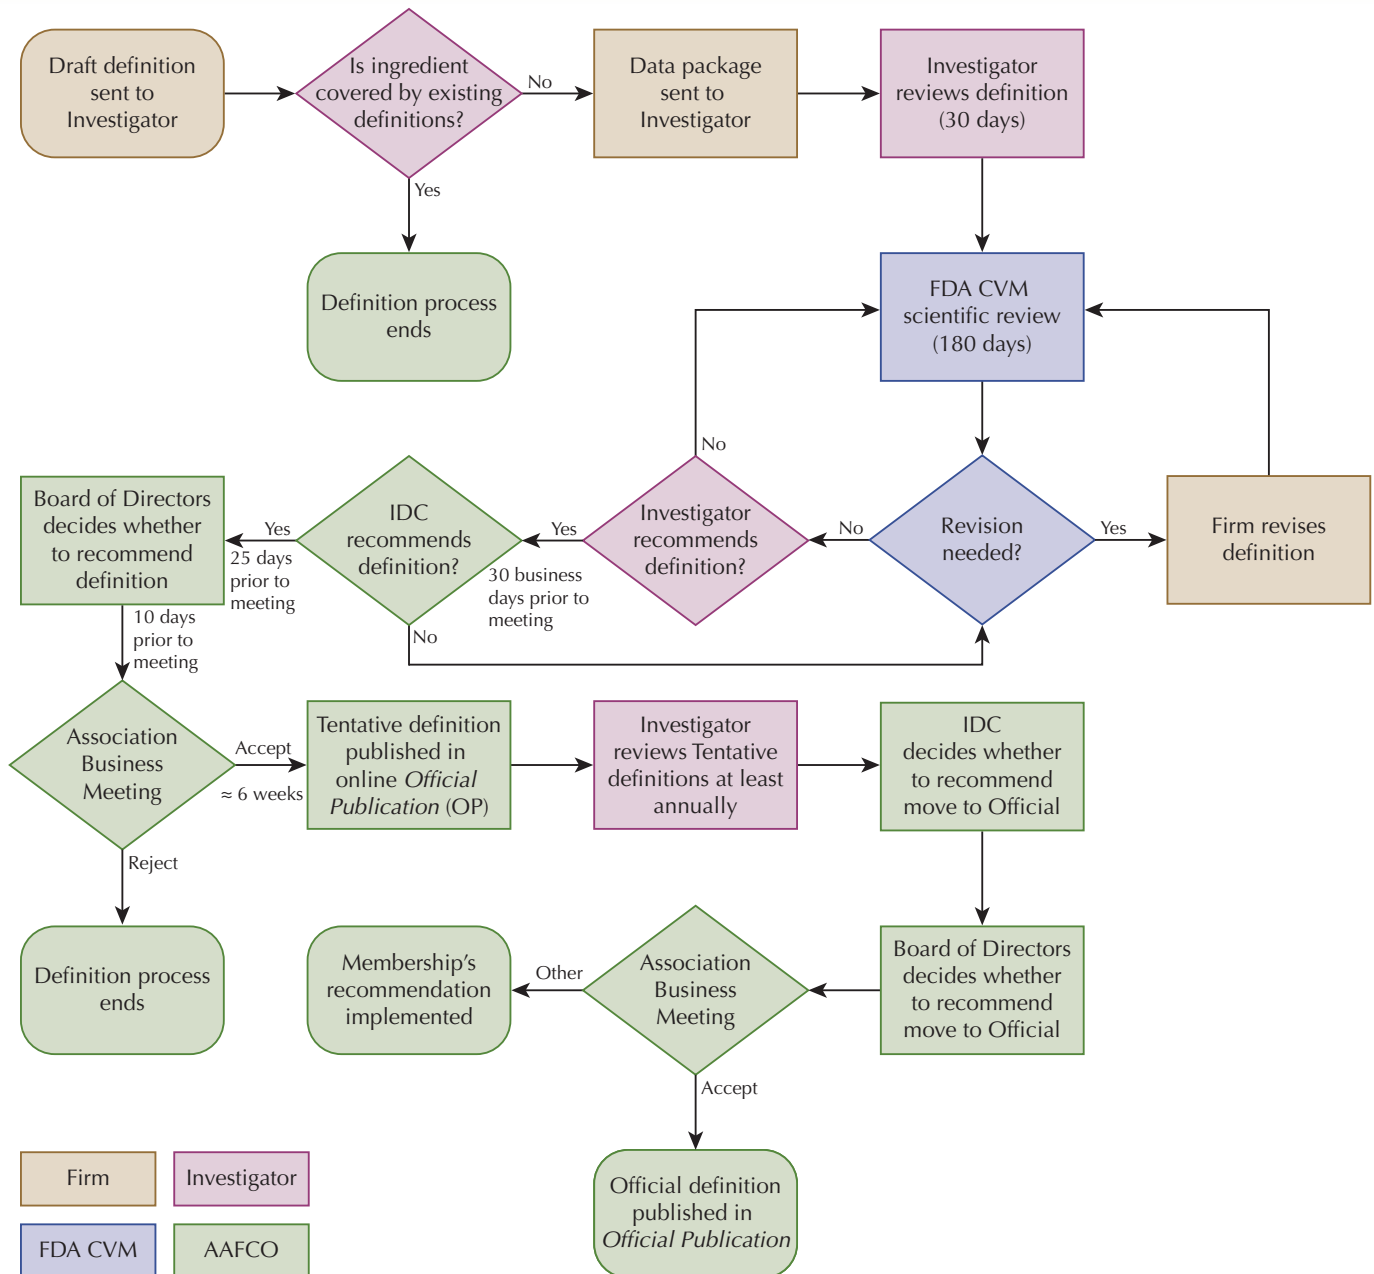 Draft definition
sent to
Investigator
Is ingredient
covered by existing
definitions?
No
Data package
sent to
Investigator
Investigator
reviews definition
(30 days)
Yes
Definition process
ends
FDA CVM
scientific review
(180 days)
No
Board of Directors
decides whether
to recommend
definition
Yes
25 days
prior to
meeting
IDC
recommends
definition?
Yes
30 business
days prior to
meeting
Investigator
recommends
definition?
No
Revision
needed?
Yes
Firm revises
definition
No
10 days
prior to
meeting
Association
Business
Meeting
Accept
≈ 6 weeks
Tentative definition
published in
online Official
Publication (OP)
Investigator
reviews Tentative
definitions at least
annually
IDC
decides whether
to recommend
move to Official
Reject
Definition process
ends
Membership’s
recommendation
implemented
Other
Association
Business
Meeting
Board of Directors
decides whether
to recommend
move to Official
Accept
Official definition
published in
Official Publication
Firm
Investigator
FDA CVM
AAFCO